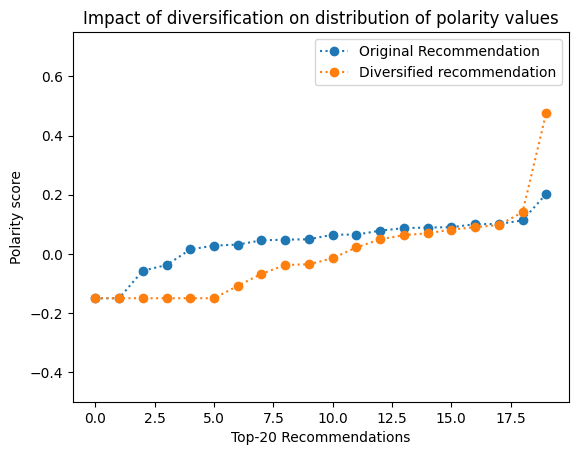 Impact of diversification on distribution of polarity values
Original Recommendation
Diversified recommendation
Polarity score
0.6
0.4
0.2
0.0
−0.2
−0.4
0.0 2.5 5.0 7.5 10.0 12.5 15.0 17.5
Top-20 Recommendations